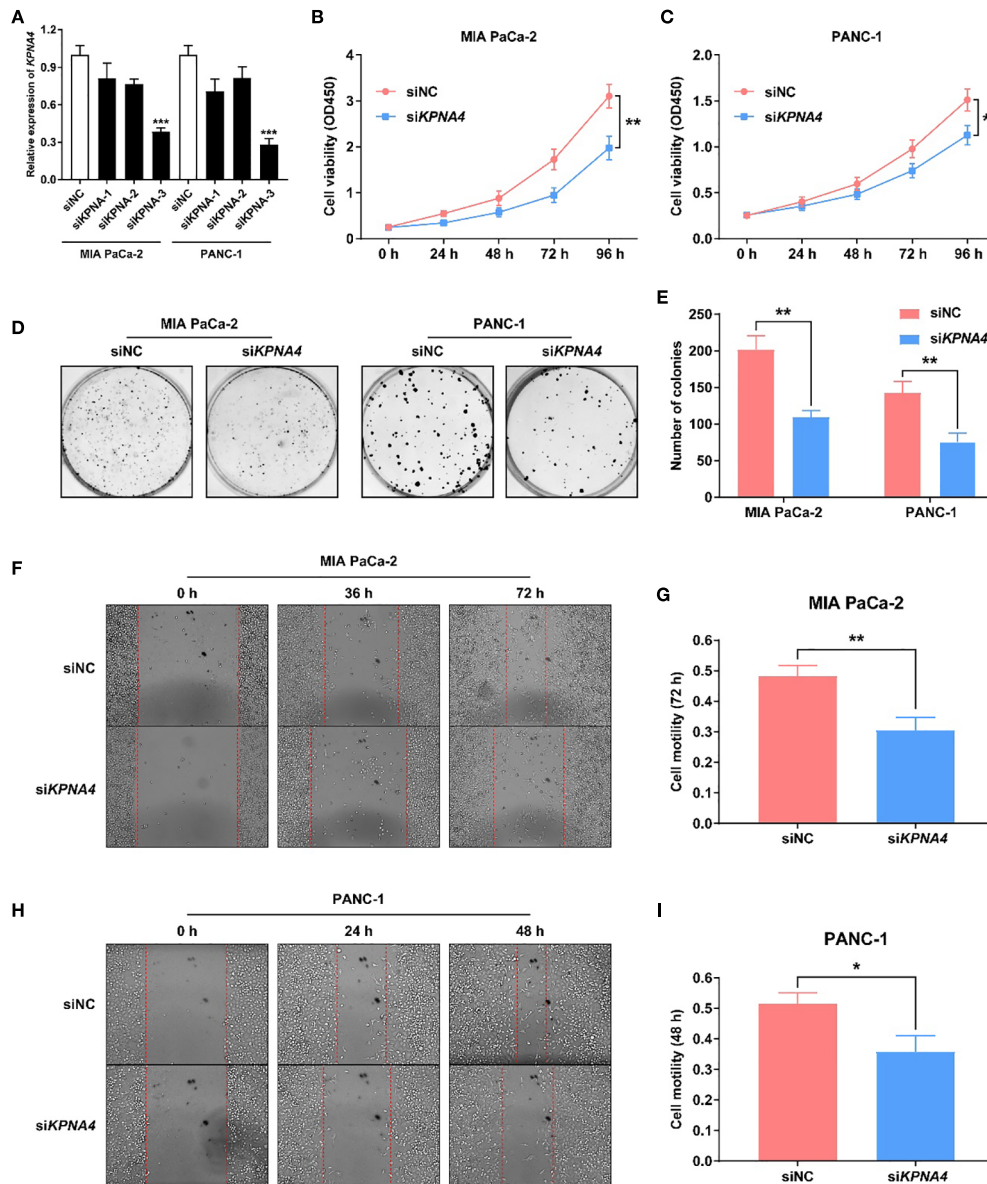 A
Relative expression of KPNA4
1.2
0.9
0.6
0.3
0.0
***
***
siNC
siKPNA-1
siKPNA-2
siKPNA-3
siNC
siKPNA-1
siKPNA-2
siKPNA-3
MIA PaCa-2
PANC-1
B
MIA PaCa-2
Cell viability (OD450)
4
3
2
1
0
siNC
siKPNA4
**
0 h
24 h
48 h
72 h
96 h
C
PANC-1
Cell viability (OD450)
2.0
1.5
1.0
0.5
0.0
siNC
siKPNA4
*
0 h
24 h
48 h
72 h
96 h
D
MIA PaCa-2
siNC
siKPNA4
PANC-1
siNC
siKPNA4
E
Number of colonies
250
200
150
100
50
0
**
**
siNC
siKPNA4
MIA PaCa-2
PANC-1
F
MIA PaCa-2
0 h
36 h
72 h
siNC
siKPNA4
G
MIA PaCa-2
Cell motility (72 h)
0.6
0.5
0.4
0.3
0.2
0.1
0.0
**
siNC
siKPNA4
H
PANC-1
0 h
24 h
48 h
siNC
siKPNA4
I
PANC-1
Cell motility (48 h)
0.6
0.5
0.4
0.3
0.2
0.1
0.0
*
siNC
siKPNA4